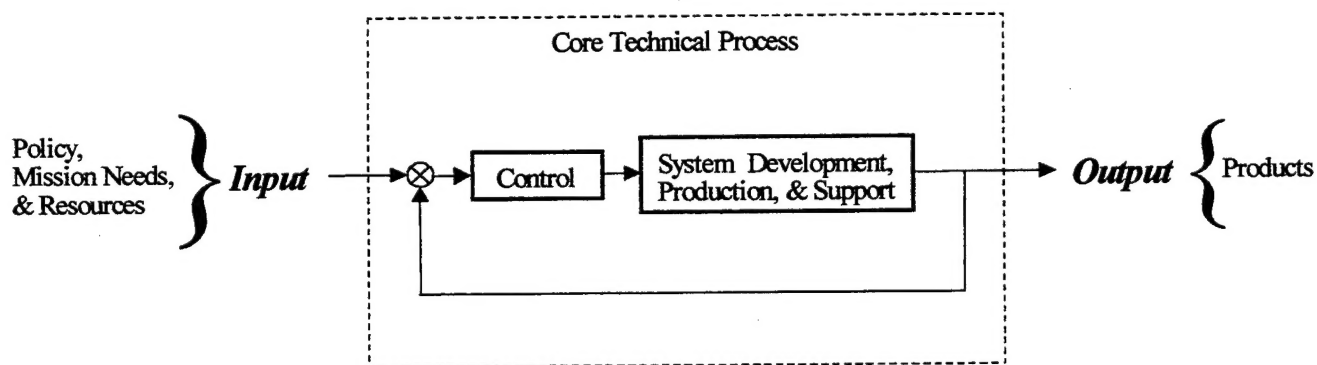 Core Technical Process
Policy,
Mission Needs,
& Resources
Input
Control
System Development,
Production, & Support
Output
Products